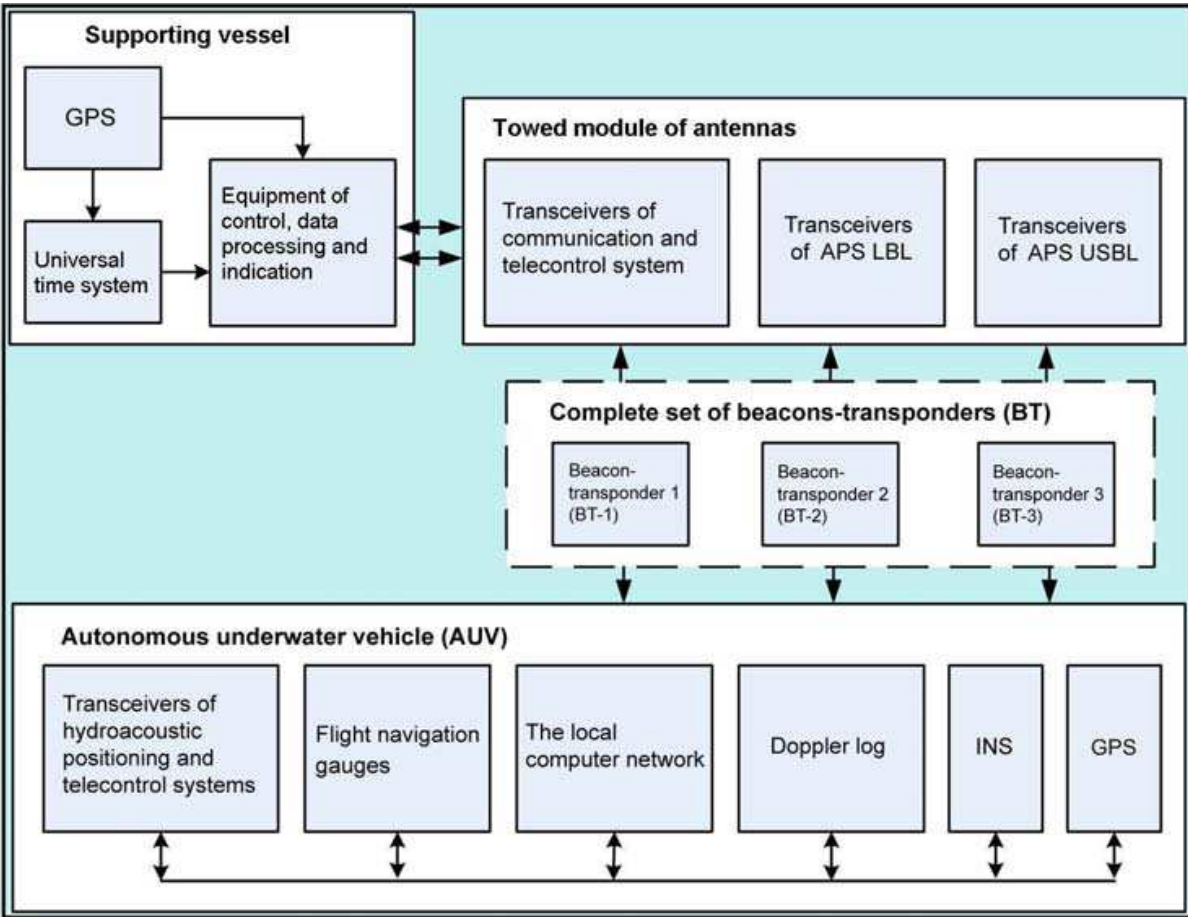 Supporting vessel
GPS
Universal
time system
Equipment of
control, data
processing and
indication
Towed module of antennas
Transceivers of
communication and
telecontrol system
Transceivers
of APS LBL
Transceivers
of APS USBL
Complete set of beacons-transponders (BT)
Beacon-
transponder 1
(BT-1)
Beacon-
transponder 2
(BT-2)
Beacon-
transponder 3
(BT-3)
Autonomous underwater vehicle (AUV)
Transceivers of
hydroacoustic
positioning and
telecontrol systems
Flight navigation
gauges
The local
computer network
Doppler log
INS
GPS